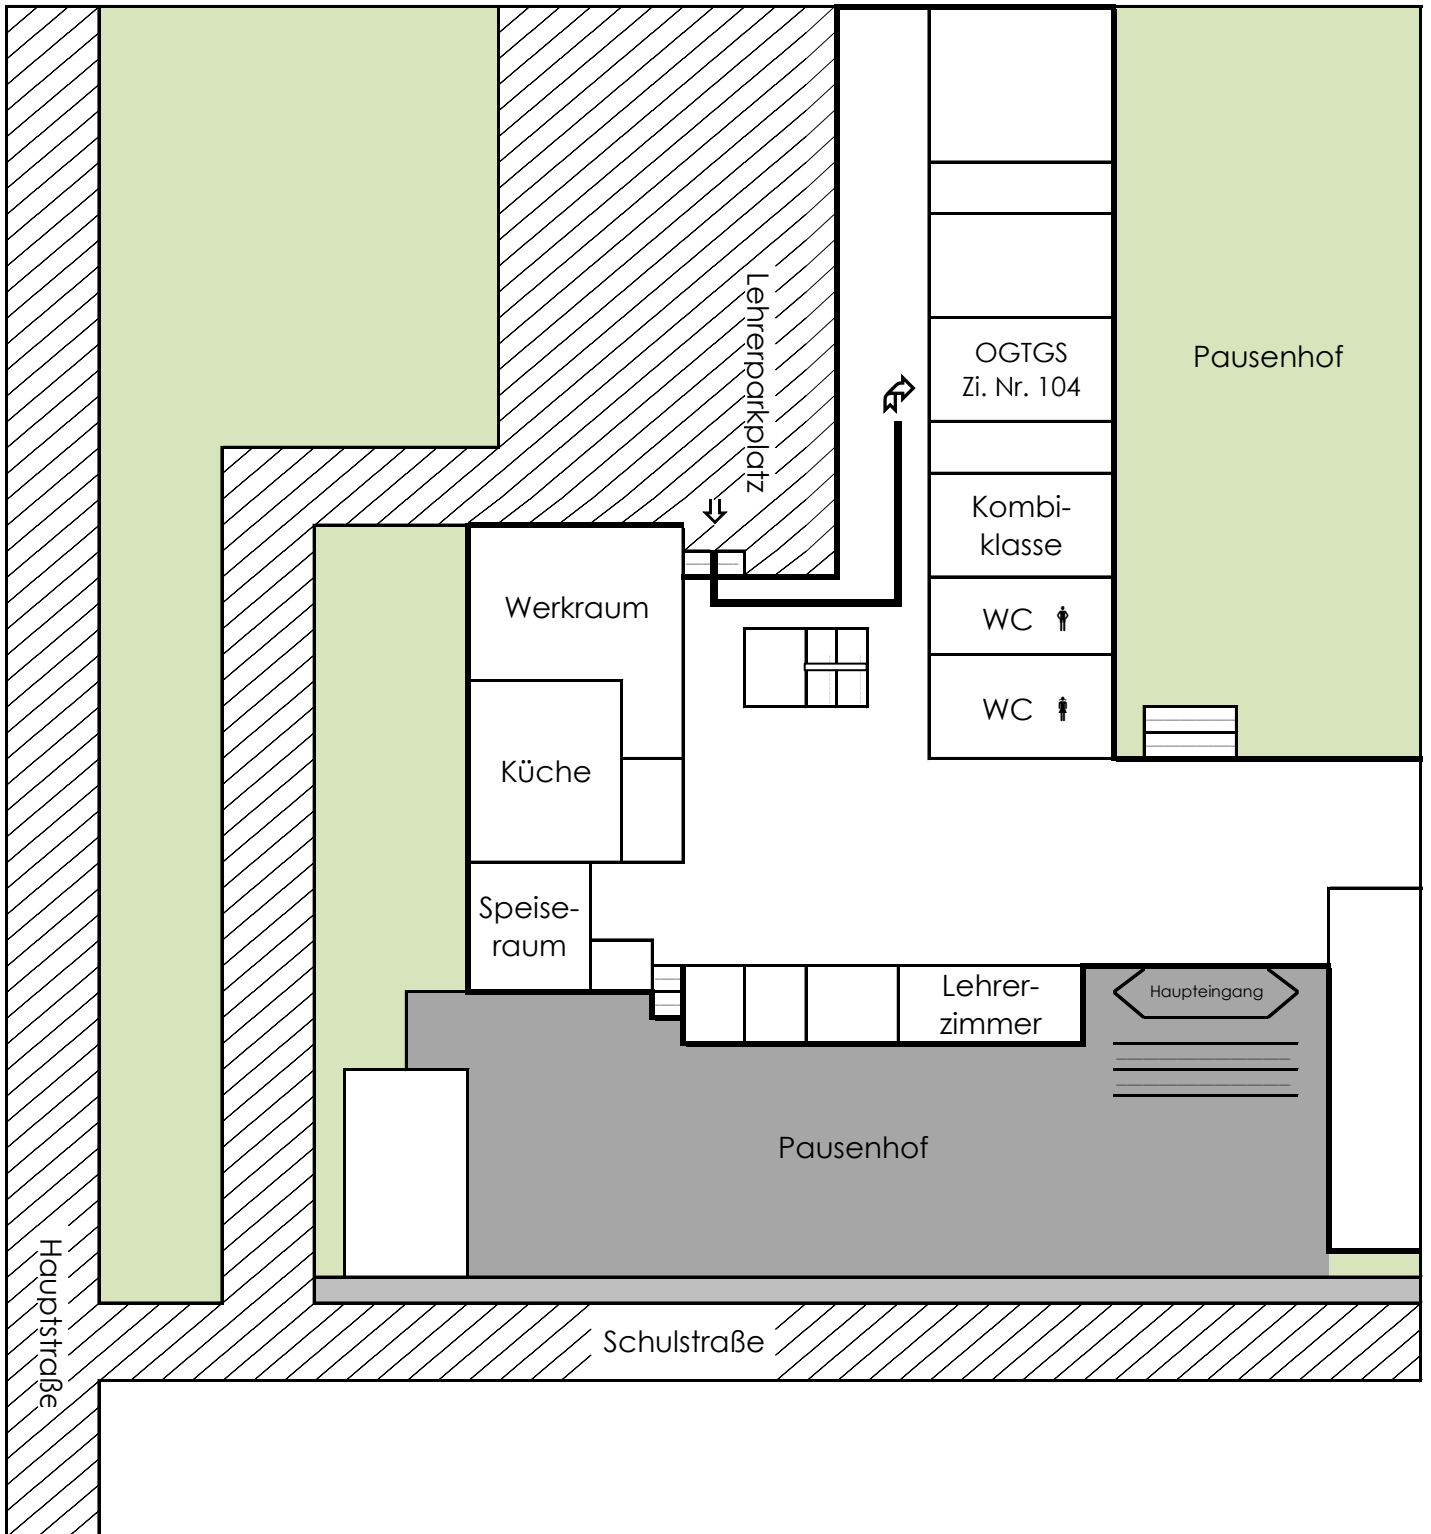 OGTGS
Zi. Nr. 104
Pausenhof
Lehrerparkplatz
Kombi-
klasse
Werkraum
WC
WC
Küche
Speise-
raum
Lehrer-
zimmer
Haupteingang
Pausenhof
Hauptstraße
Schulstraße